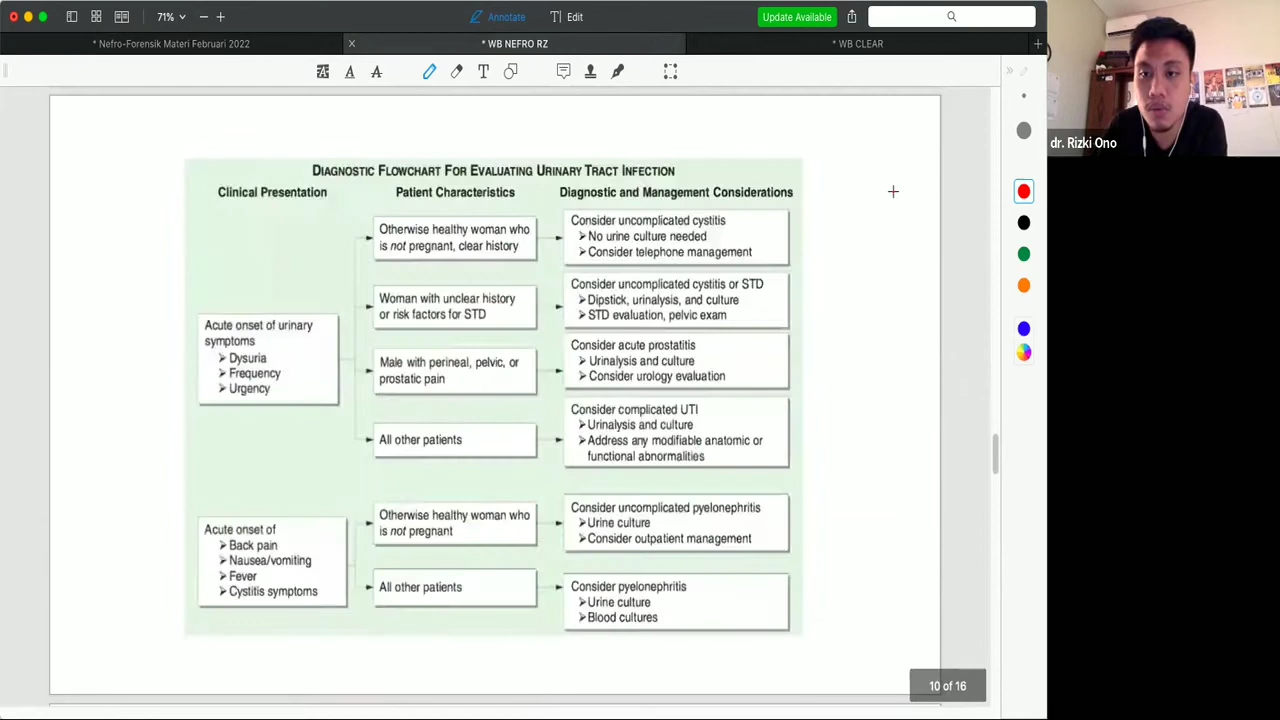 71%
Annotate
Edit
Update Available
* Nefro-Forensik Materi Februari 2022
* WB NEFRO RZ
* WB CLEAR
dr. Rizki Ono
DIAGNOSTIC FLOWCHART FOR EVALUATING URINARY TRACT INFECTION
Clinical Presentation
Patient Characteristics
Diagnostic and Management Considerations
Acute onset of urinary
symptoms
➢ Dysuria
➢ Frequency
➢ Urgency
Otherwise healthy woman who
is not pregnant, clear history
Consider uncomplicated cystitis
➢ No urine culture needed
➢ Consider telephone management
Woman with unclear history
or risk factors for STD
Consider uncomplicated cystitis or STD
➢ Dipstick, urinalysis, and culture
➢ STD evaluation, pelvic exam
Male with perineal, pelvic, or
prostatic pain
Consider acute prostatitis
➢ Urinalysis and culture
➢ Consider urology evaluation
All other patients
Consider complicated UTI
➢ Urinalysis and culture
➢ Address any modifiable anatomic or
functional abnormalities
Acute onset of
➢ Back pain
➢ Nausea/vomiting
➢ Fever
➢ Cystitis symptoms
Otherwise healthy woman who
is not pregnant
Consider uncomplicated pyelonephritis
➢ Urine culture
➢ Consider outpatient management
All other patients
Consider pyelonephritis
➢ Urine culture
➢ Blood cultures
10 of 16